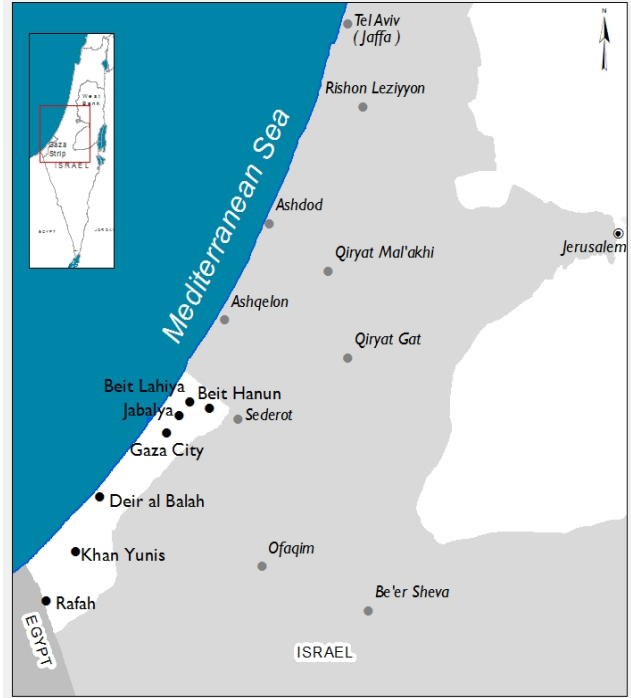 N
Tel Aviv
( Jaffa )
Rishon Leziyyon
West
Bank
Gaza
Strip
ISRAEL
EGYPT
Mediterranean Sea
Ashdod
Jerusalem
Qiryat Mal'akhi
Ashqelon
Qiryat Gat
Beit Lahiya
Beit Hanun
Jabalya
Sederot
Gaza City
Deir al Balah
Khan Yunis
Ofaqim
Be'er Sheva
Rafah
EGYPT
ISRAEL